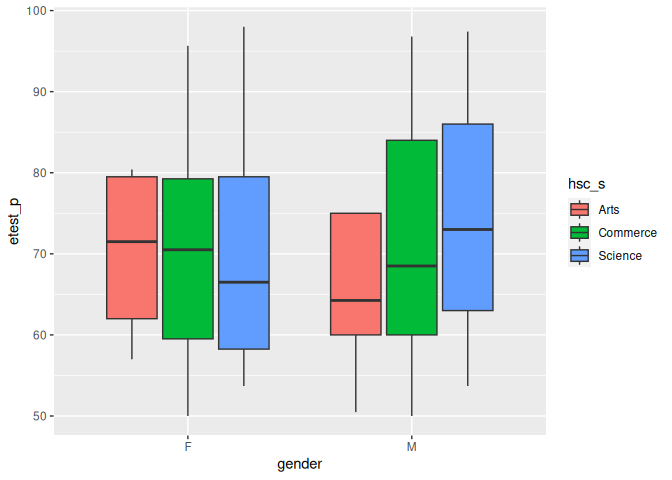 100
90
80
70
60
50
etest_p
F
M
gender
hsc_s
Arts
Commerce
Science